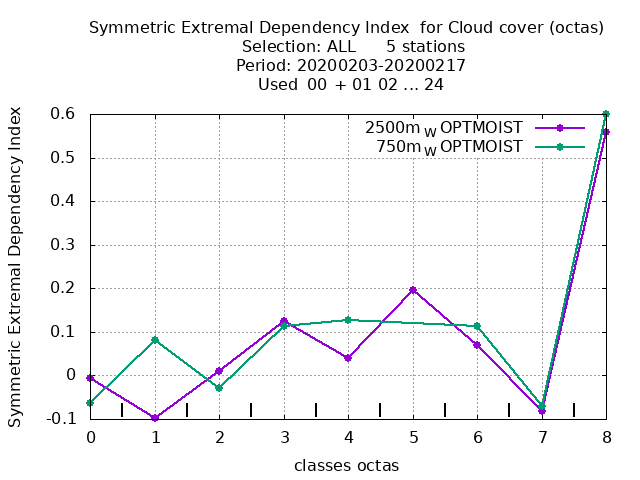 Symmetric Extremal Dependency Index  for Cloud cover (octas)
Selection: ALL      5 stations
Period: 20200203-20200217
Used  00 + 01 02 ... 24
Symmetric Extremal Dependency Index
0.6
0.5
0.4
0.3
0.2
0.1
0
-0.1
2500m W OPTMOIST
750m W OPTMOIST
0 1 2 3 4 5 6 7 8
classes octas